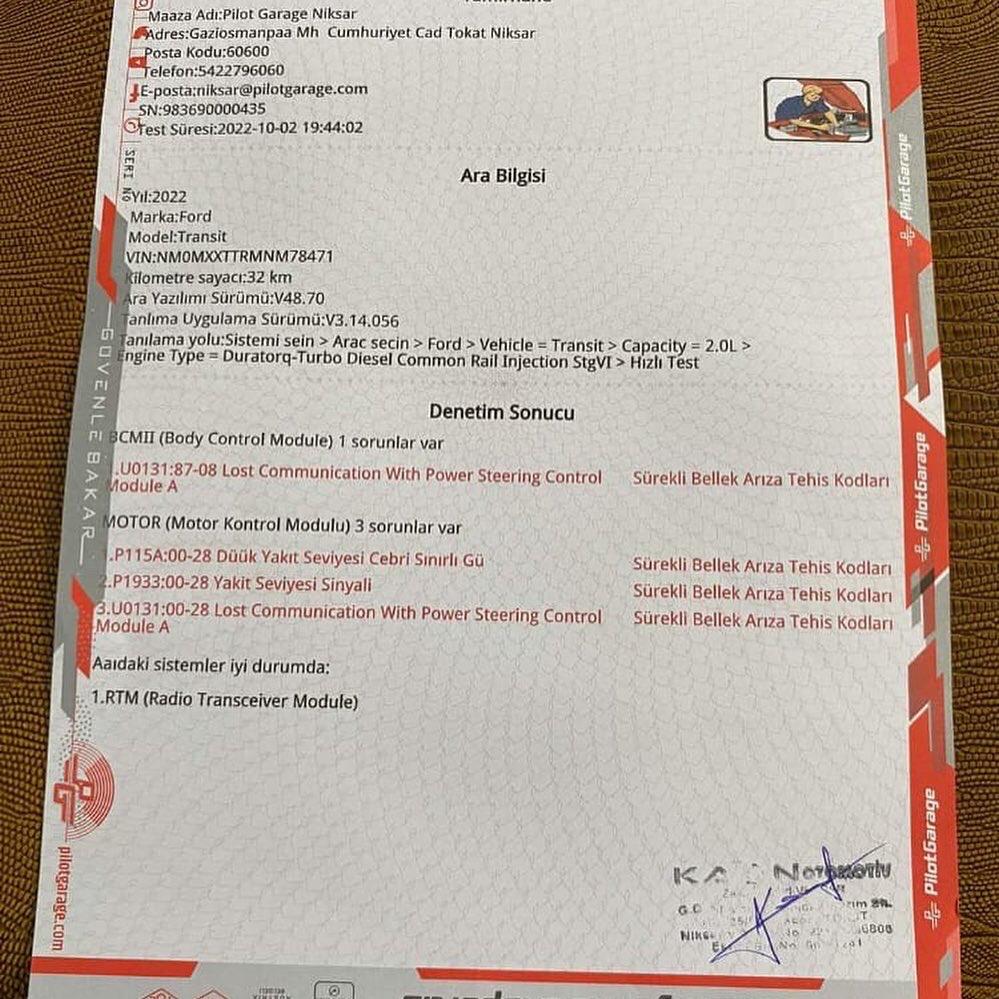 Maaza Adı:Pilot Garage Niksar
Adres:Gaziosmanpaa Mh Cumhuriyet Cad Tokat Niksar
Posta Kodu:60600
Telefon:5422796060
E-posta:niksar@pilotgarage.com
SN:983690000435
Test Süresi:2022-10-02 19:44:02
SERI NO
Ara Bilgisi
Yıl:2022
Marka:Ford
Model:Transit
VIN:NM0MXXTTRMNM78471
Kilometre sayacı:32 km
Ara Yazılımı Sürümü:V48.70
Tanlıma Uygulama Sürümü:V3.14.056
Tanılama yolu:Sistemi sein > Arac secin > Ford > Vehicle = Transit > Capacity = 2.0L >
Engine Type = Duratorq-Turbo Diesel Common Rail Injection StgVI > Hızlı Test
Denetim Sonucu
BCMII (Body Control Module) 1 sorunlar var
1.U0131:87-08 Lost Communication With Power Steering Control Sürekli Bellek Arıza Tehis Kodları
Module A
MOTOR (Motor Kontrol Modulu) 3 sorunlar var
1.P115A:00-28 Düük Yakıt Seviyesi Cebri Sınırlı Gü Sürekli Bellek Arıza Tehis Kodları
2.P1933:00-28 Yakit Seviyesi Sinyali Sürekli Bellek Arıza Tehis Kodları
3.U0131:00-28 Lost Communication With Power Steering Control Sürekli Bellek Arıza Tehis Kodları
Module A
Aaıdaki sistemler iyi durumda:
1.RTM (Radio Transceiver Module)
GÜVENLE BAKAR
pilotgarage.com
PilotGarage
PilotGarage
PilotGarage
OTOMOTİV